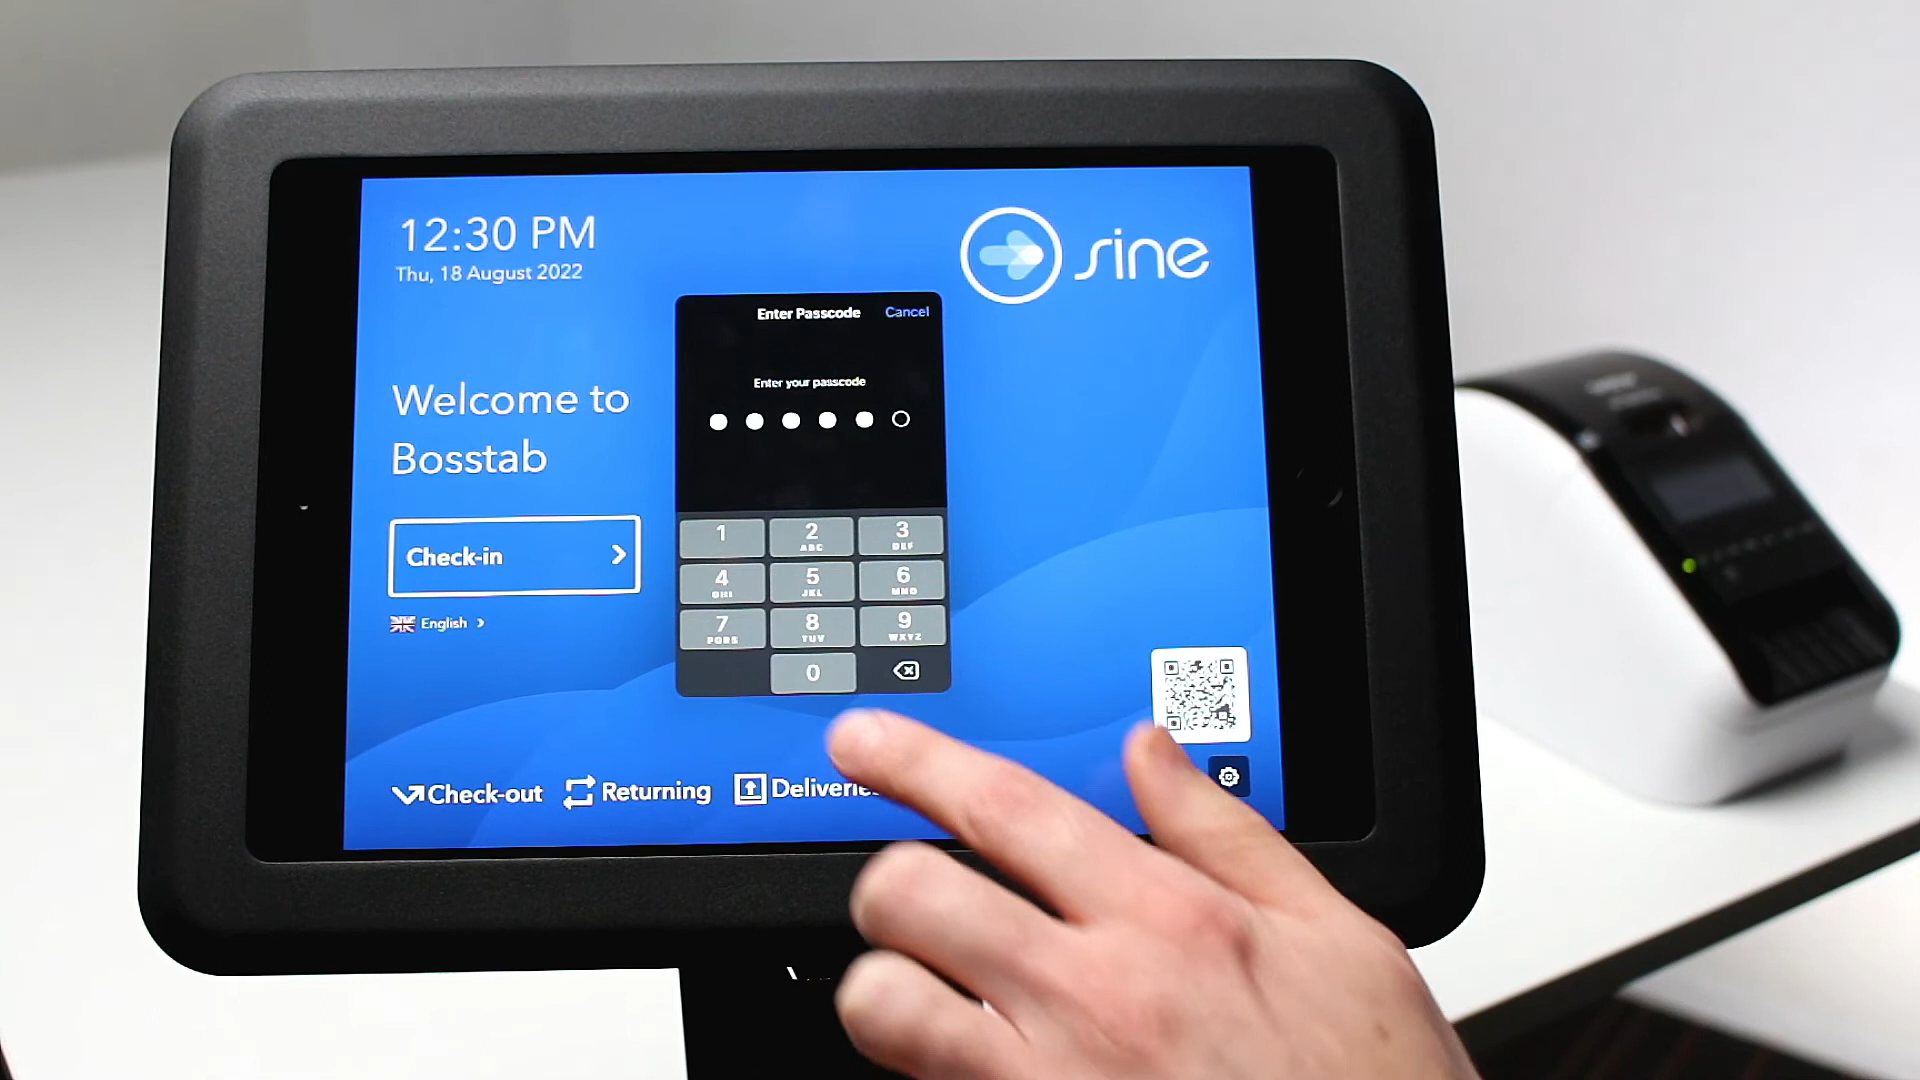 12:30 PM
Thu, 18 August 2022
sine
Enter Passcode
Cancel
Enter your passcode
Welcome to
Bosstab
Check-in
English
1
2
ABC
3
DEF
4
GHI
5
JKL
6
MNO
7
PQRS
8
TUV
9
WXYZ
0
Check-out
Returning
Deliveries